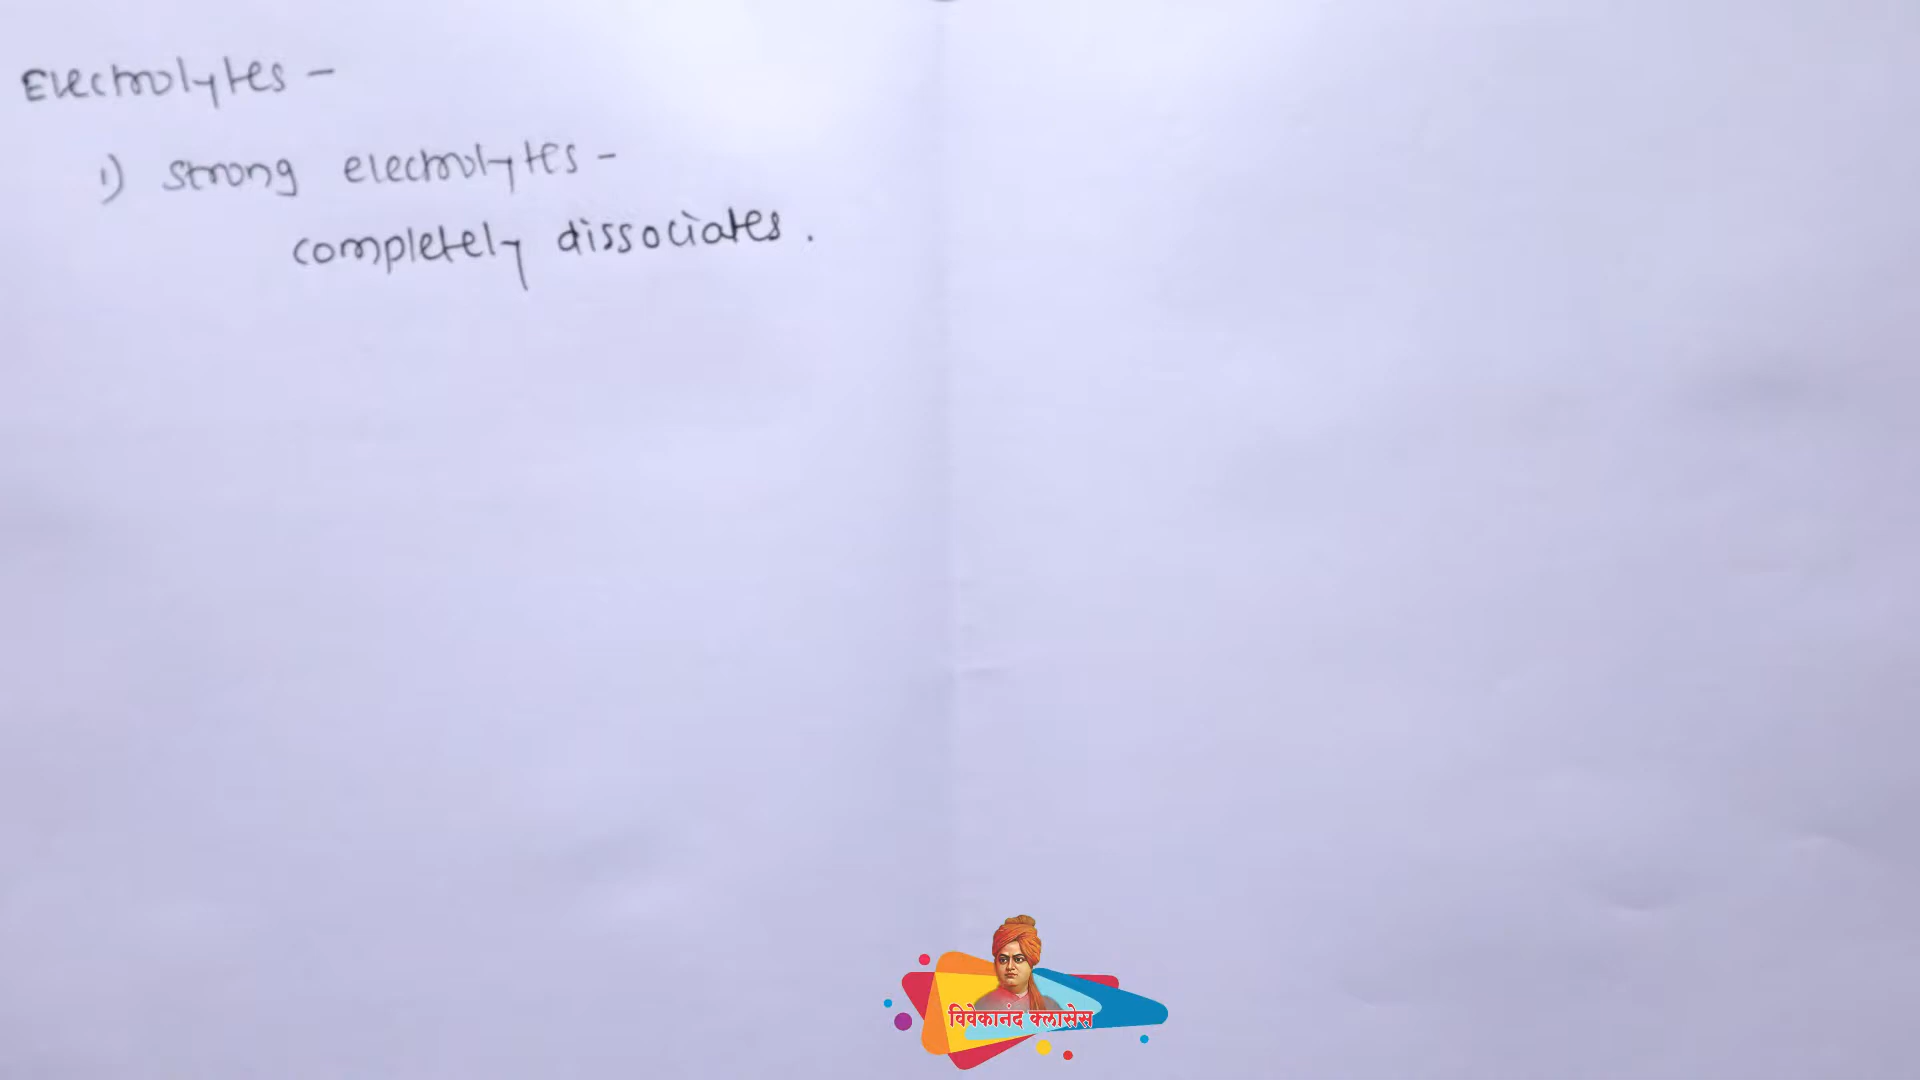 Electrolytes -
1) strong electrolytes -
completely dissociates.
विवेकानंद क्लासेस